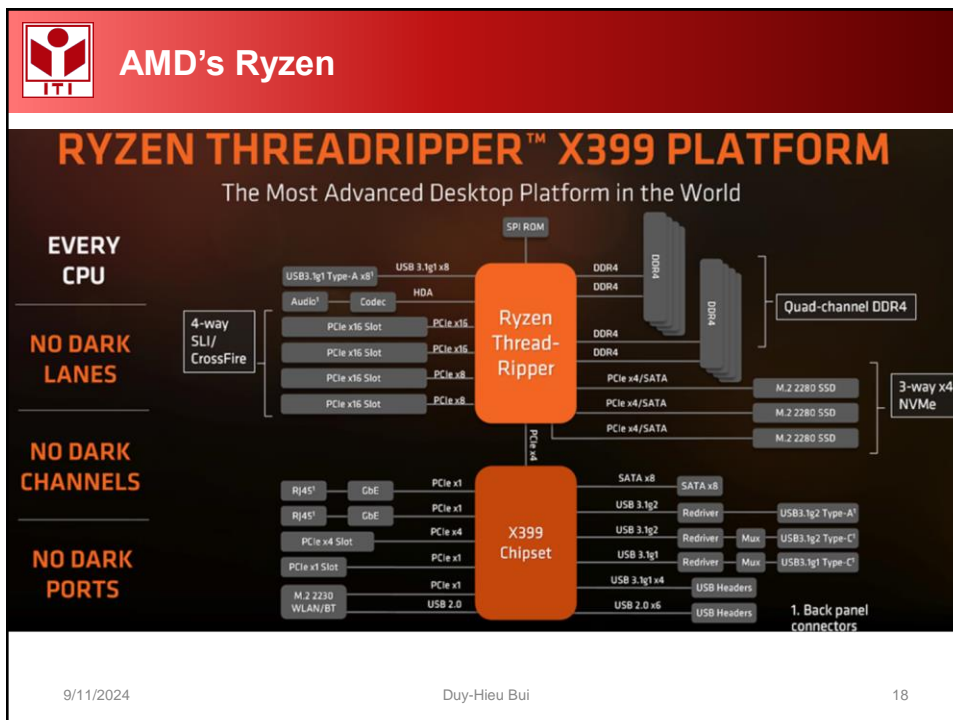 ITI
AMD's Ryzen
RYZEN THREADRIPPER™ X399 PLATFORM
The Most Advanced Desktop Platform in the World
EVERY
CPU
NO DARK
LANES
NO DARK
CHANNELS
NO DARK
PORTS
4-way
SLI/
CrossFire
SPI ROM
USB3.1g1 Type-A x8¹
USB 3.1g1 x8
Audio¹
Codec
HDA
PCIe x16 Slot
PCIe x16
PCIe x16 Slot
PCIe x16
PCIe x16 Slot
PCIe x8
PCIe x16 Slot
PCIe x8
Ryzen
Thread-
Ripper
DDR4
DDR4
DDR4
DDR4
DDR4
DDR4
Quad-channel DDR4
PCIe x4/SATA
M.2 2280 SSD
PCIe x4/SATA
M.2 2280 SSD
PCIe x4/SATA
M.2 2280 SSD
3-way x4
NVMe
PCIe x4
RJ45¹
GbE
PCIe x1
RJ45¹
GbE
PCIe x1
PCIe x4 Slot
PCIe x4
PCIe x1 Slot
PCIe x1
M.2 2230
WLAN/BT
PCIe x1
USB 2.0
X399
Chipset
SATA x8
SATA x8
USB 3.1g2
Redriver
USB3.1g2 Type-A¹
USB 3.1g2
Redriver
Mux
USB3.1g2 Type-C¹
USB 3.1g1
Redriver
Mux
USB3.1g1 Type-C¹
USB 3.1g1 x4
USB Headers
USB 2.0 x6
USB Headers
1. Back panel
connectors
9/11/2024
Duy-Hieu Bui
18